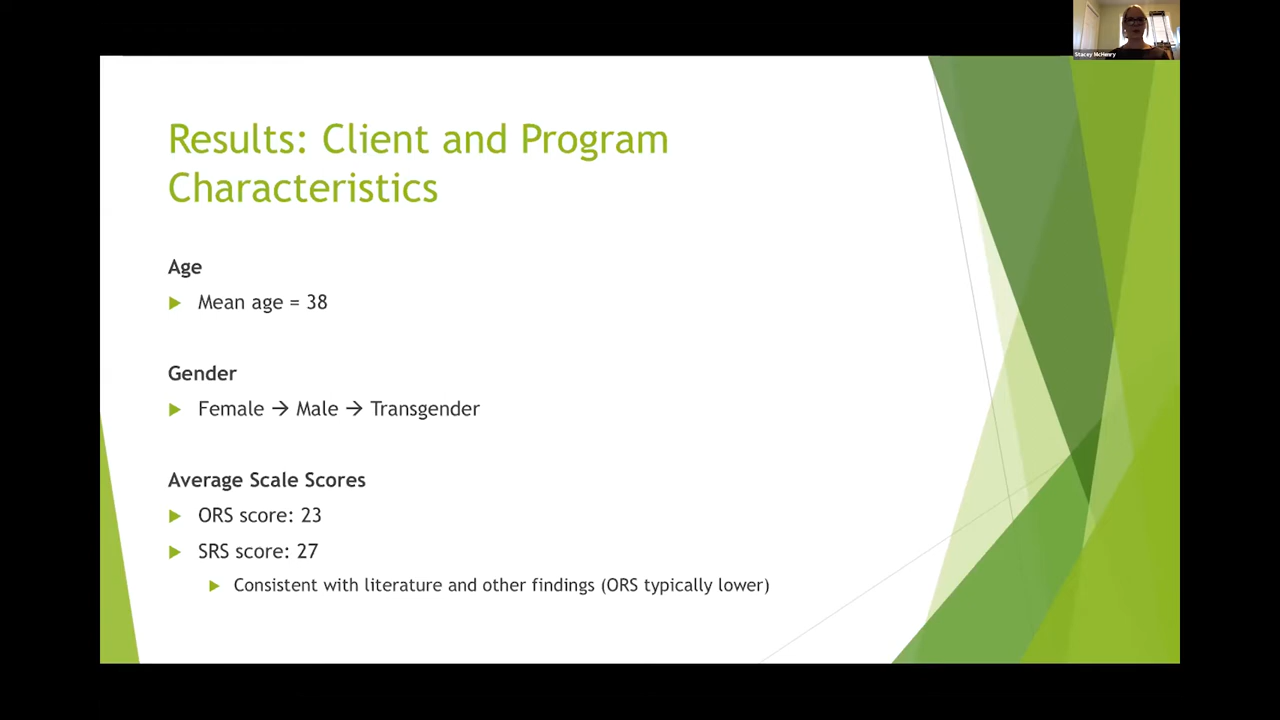 Stacey McHenry
Results: Client and Program
Characteristics
Age
Mean age = 38
Gender
Female → Male → Transgender
Average Scale Scores
ORS score: 23
SRS score: 27
Consistent with literature and other findings (ORS typically lower)